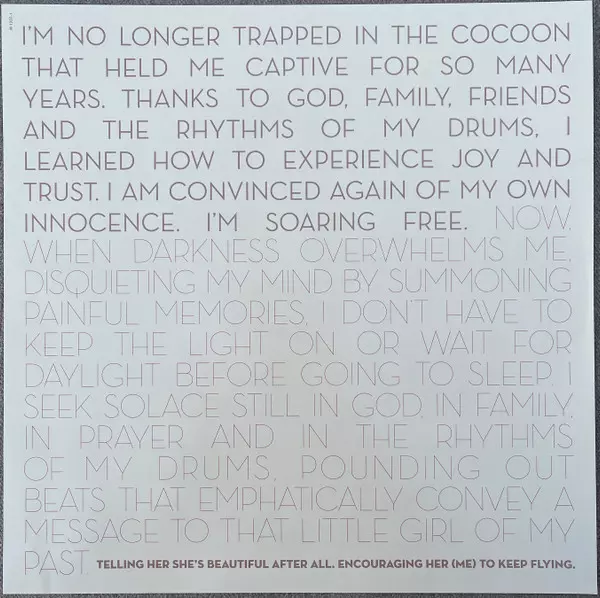 I'M NO LONGER TRAPPED IN THE COCOON
THAT HELD ME CAPTIVE FOR SO MANY
YEARS. THANKS TO GOD, FAMILY, FRIENDS
AND THE RHYTHMS OF MY DRUMS, I
LEARNED HOW TO EXPERIENCE JOY AND
TRUST. I AM CONVINCED AGAIN OF MY OWN
INNOCENCE. I'M SOARING FREE. NOW,
WHEN DARKNESS OVERWHELMS ME,
DISQUIETING MY MIND BY SUMMONING
PAINFUL MEMORIES, I DON'T HAVE TO
KEEP THE LIGHT ON OR WAIT FOR
DAYLIGHT BEFORE GOING TO SLEEP. I
SEEK SOLACE STILL IN GOD, IN FAMILY,
IN PRAYER AND IN THE RHYTHMS
OF MY DRUMS, POUNDING OUT
BEATS THAT EMPHATICALLY CONVEY A
MESSAGE TO THAT LITTLE GIRL OF MY
PAST TELLING HER SHE'S BEAUTIFUL AFTER ALL. ENCOURAGING HER (ME) TO KEEP FLYING.